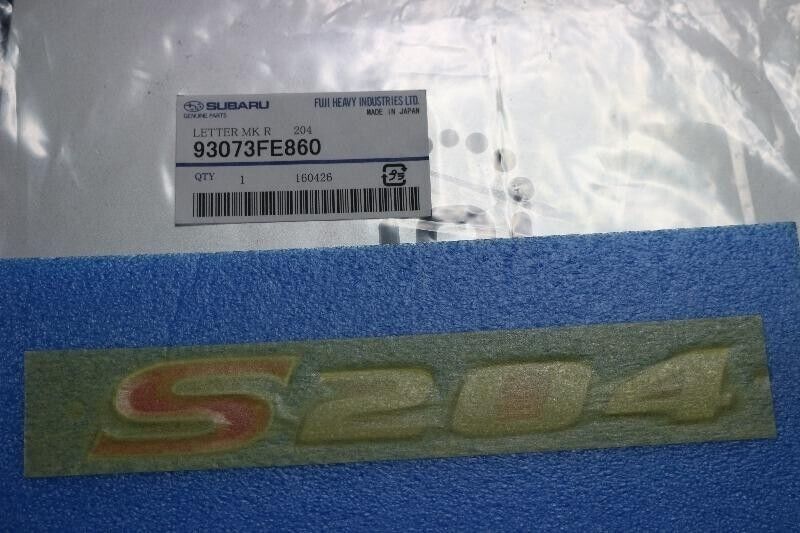 SUBARU FUJI HEAVY INDUSTRIES LTD.
GENUINE PARTS MADE IN JAPAN
LETTER MK R 204
93073FE860
QTY 1 160426
S204